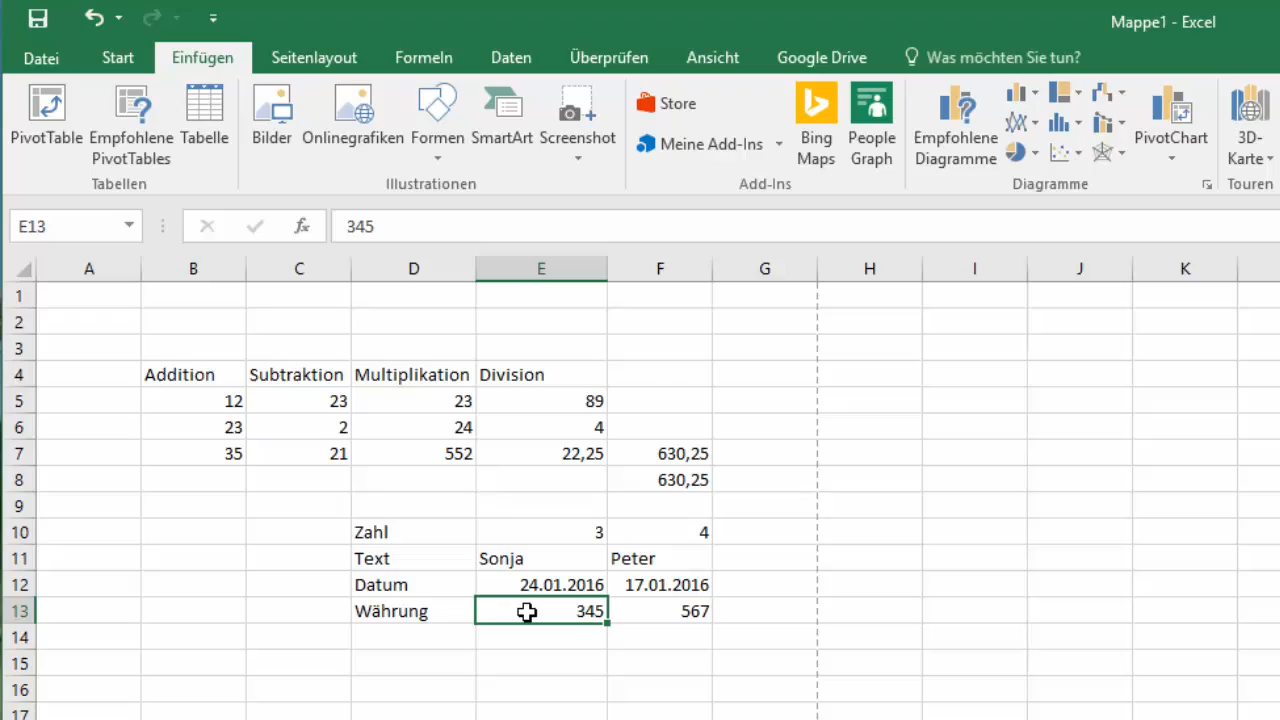 Mappe1 - Excel
Datei Start Einfügen Seitenlayout Formeln Daten Überprüfen Ansicht Google Drive Was möchten Sie tun?
PivotTable Empfohlene PivotTables Tabelle
Tabellen
Bilder Onlinegrafiken Formen SmartArt Screenshot
Illustrationen
Store
Meine Add-Ins
Bing Maps People Graph
Add-Ins
Empfohlene Diagramme PivotChart
Diagramme
3D-Karte
Touren
E13 fx 345
A B C D E F G H I J K
1
2
3
4 Addition Subtraktion Multiplikation Division
5 12 23 23 89
6 23 2 24 4
7 35 21 552 22,25 630,25
8 630,25
9
10 Zahl 3 4
11 Text Sonja Peter
12 Datum 24.01.2016 17.01.2016
13 Währung 345 567
14
15
16
17